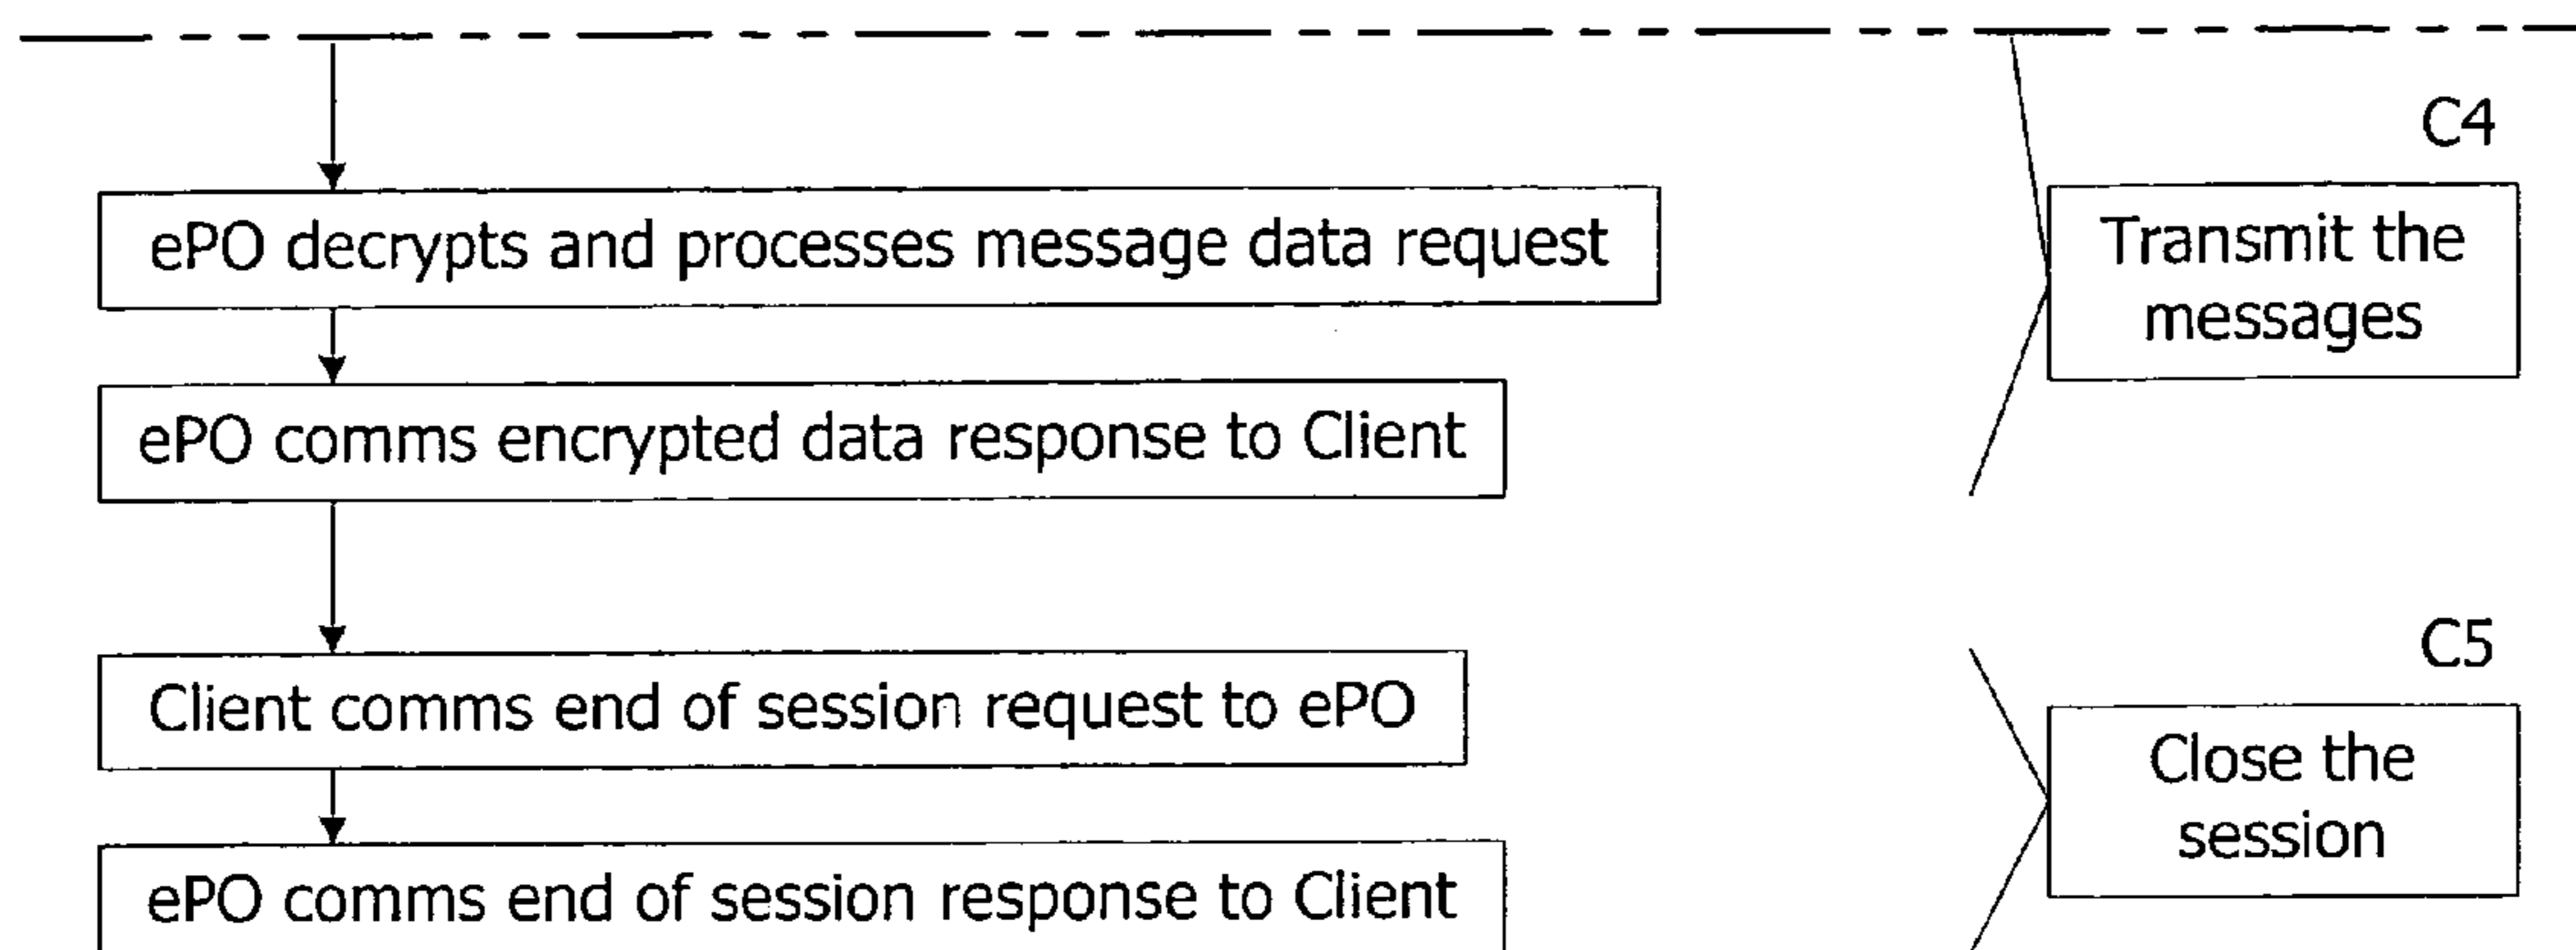 C4
ePO decrypts and processes message data request
Transmit the
messages
ePO comms encrypted data response to Client
C5
Client comms end of session request to ePO
Close the
session
ePO comms end of session response to Client